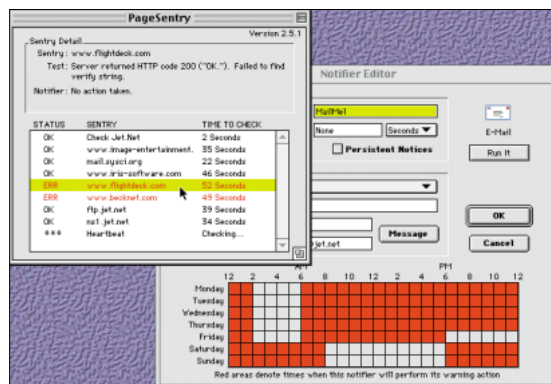 PageSentry
Version 2.5.1
Sentry Detail
Sentry: www.flightdeck.com
Test: Server returned HTTP code 200 ("OK."). Failed to find
verify string.
Notifier: No action taken.
STATUS SENTRY TIME TO CHECK
OK Check Jet.Net 2 Seconds
OK www.image-entertainment. 35 Seconds
OK mail.sysci.org 22 Seconds
OK www.iris-software.com 46 Seconds
ERR www.flightdeck.com 52 Seconds
ERR www.becknet.com 49 Seconds
OK ftp.jet.net 39 Seconds
OK ns1.jet.net 34 Seconds
*** Heartbeat Checking...
Notifier Editor
MailMe1
None Seconds
Persistent Notices
E-Mail
Run It
OK
Message
Cancel
jet.net
AM PM
12 2 4 6 8 10 12 2 4 6 8 10 12
Monday
Tuesday
Wednesday
Thursday
Friday
Saturday
Sunday
Red areas denote times when this notifier will perform its warning action